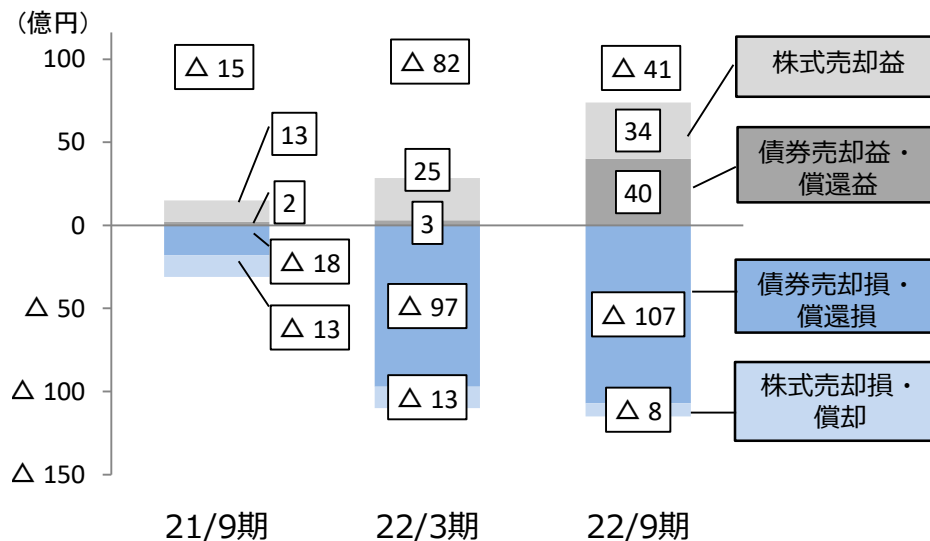 （億円）
100
50
0
△ 50
△ 100
△ 150
△ 15
13
2
△ 18
△ 13
△ 82
25
3
△ 97
△ 13
△ 41
34
40
△ 107
△ 8
株式売却益
債券売却益・
償還益
債券売却損・
償還損
株式売却損・
償却
21/9期
22/3期
22/9期